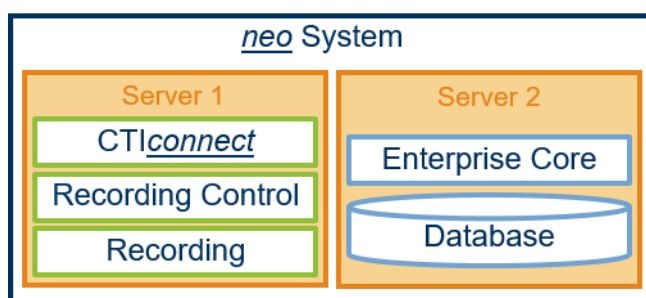 neo System
Server 1
CTIconnect
Recording Control
Recording
Server 2
Enterprise Core
Database